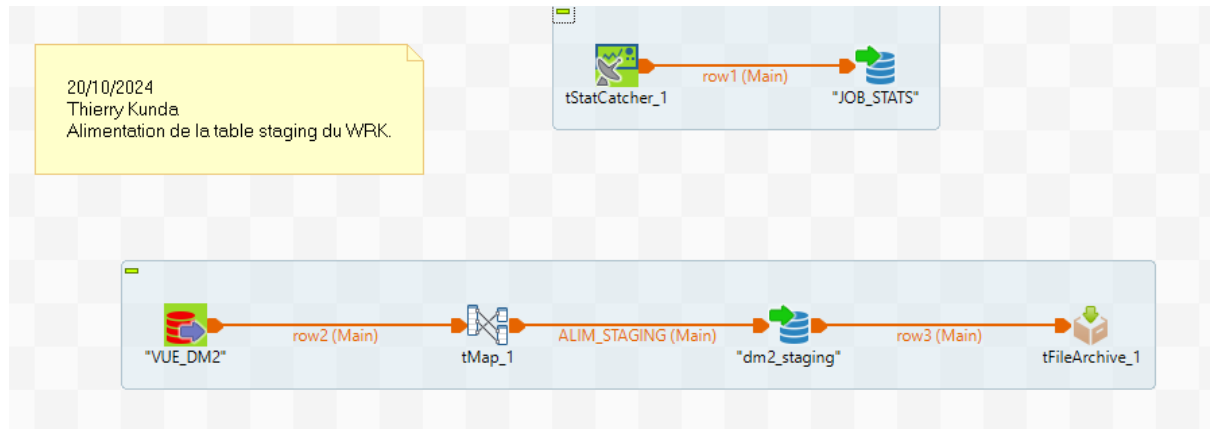 20/10/2024
Thierry Kunda
Alimentation de la table staging du WRK.
row1 (Main)
tStatCatcher_1
"JOB_STATS"
row2 (Main)
ALIM_STAGING (Main)
row3 (Main)
"VUE_DM2"
tMap_1
"dm2_staging"
tFileArchive_1